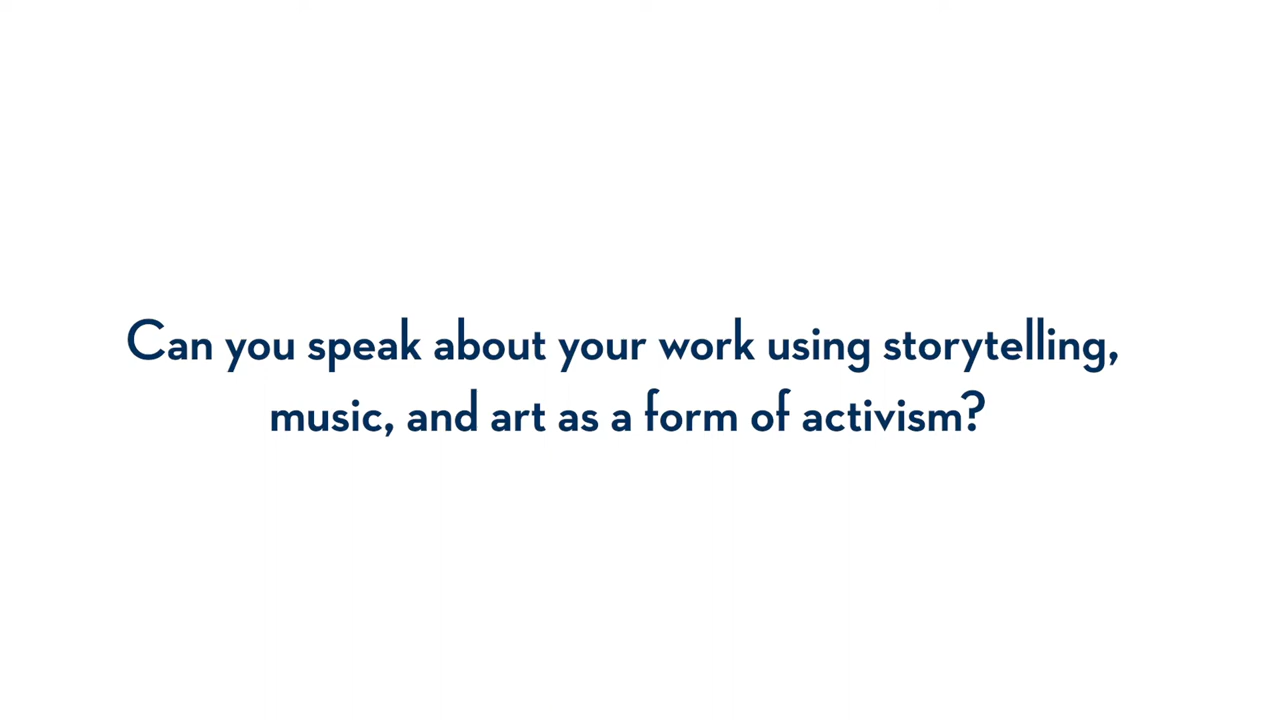 Can you speak about your work using storytelling,
music, and art as a form of activism?